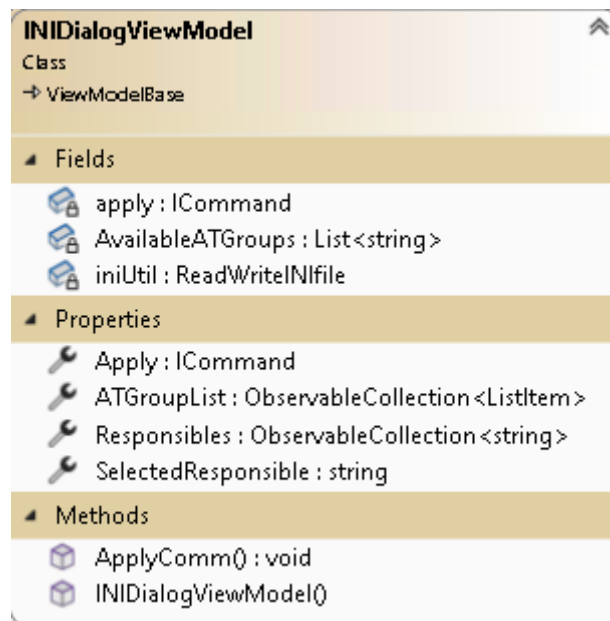 INIDialogViewModel
Class
ViewModelBase
Fields
apply : ICommand
AvailableATGroups : List<string>
iniUtil : ReadWriteINIfile
Properties
Apply : ICommand
ATGroupList : ObservableCollection<ListItem>
Responsibles : ObservableCollection<string>
SelectedResponsible : string
Methods
ApplyComm() : void
INIDialogViewModel()